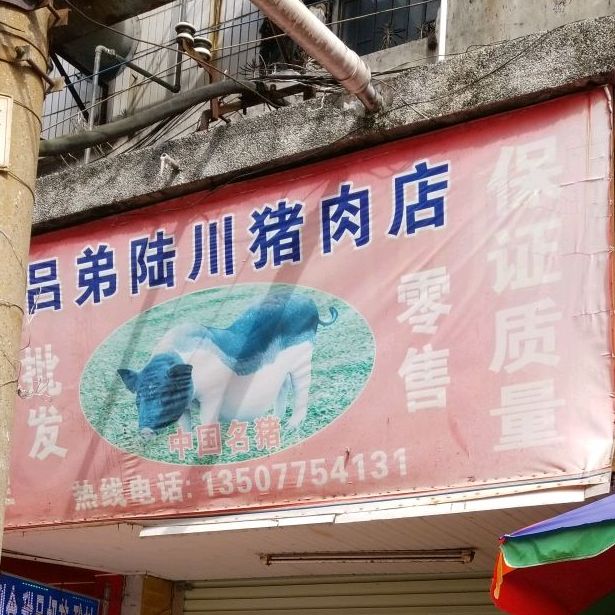 吕弟陆川猪肉店
批发
零售
保证质量
中国名猪
热线电话: 13507754131